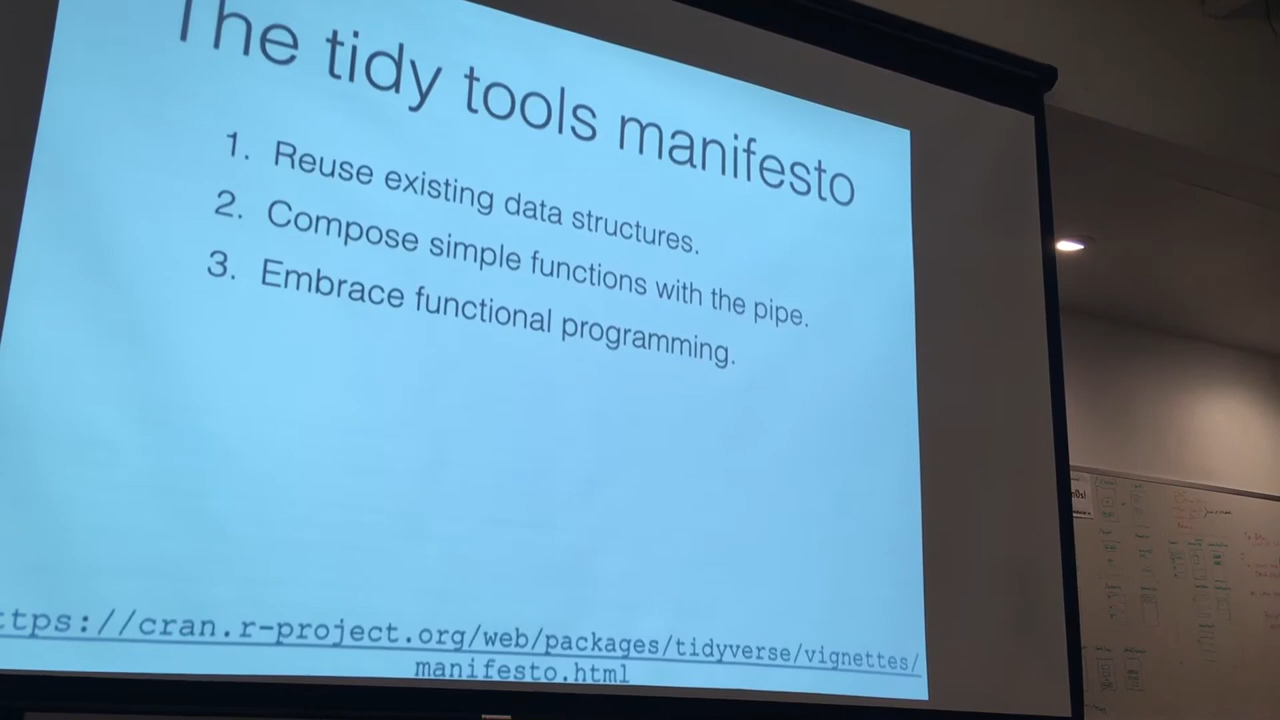 The tidy tools manifesto
1. Reuse existing data structures.
2. Compose simple functions with the pipe.
3. Embrace functional programming.
ttps://cran.r-project.org/web/packages/tidyverse/vignettes/
manifesto.html